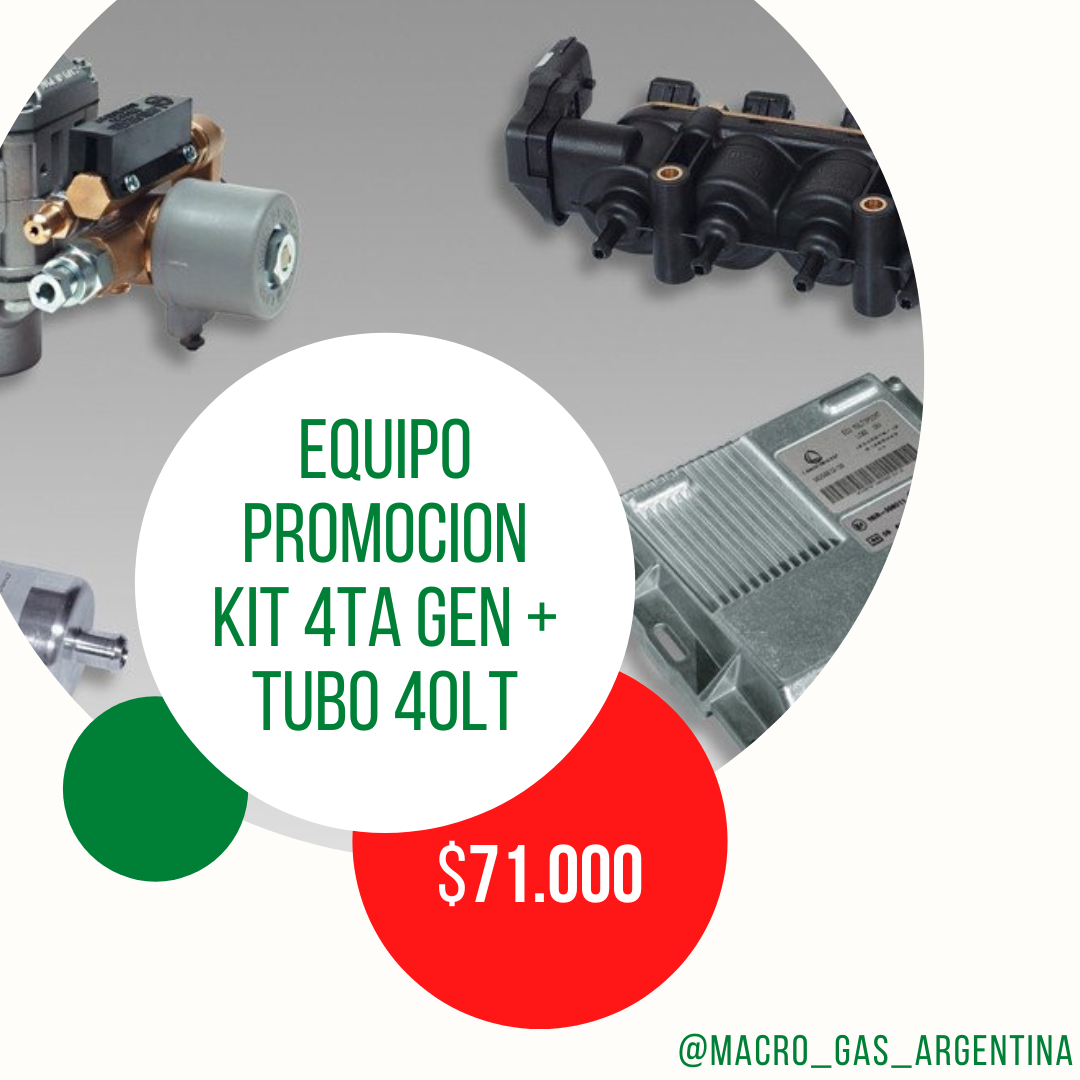 EQUIPO
PROMOCION
KIT 4TA GEN +
TUBO 40LT
$71.000
@MACRO_GAS_ARGENTINA